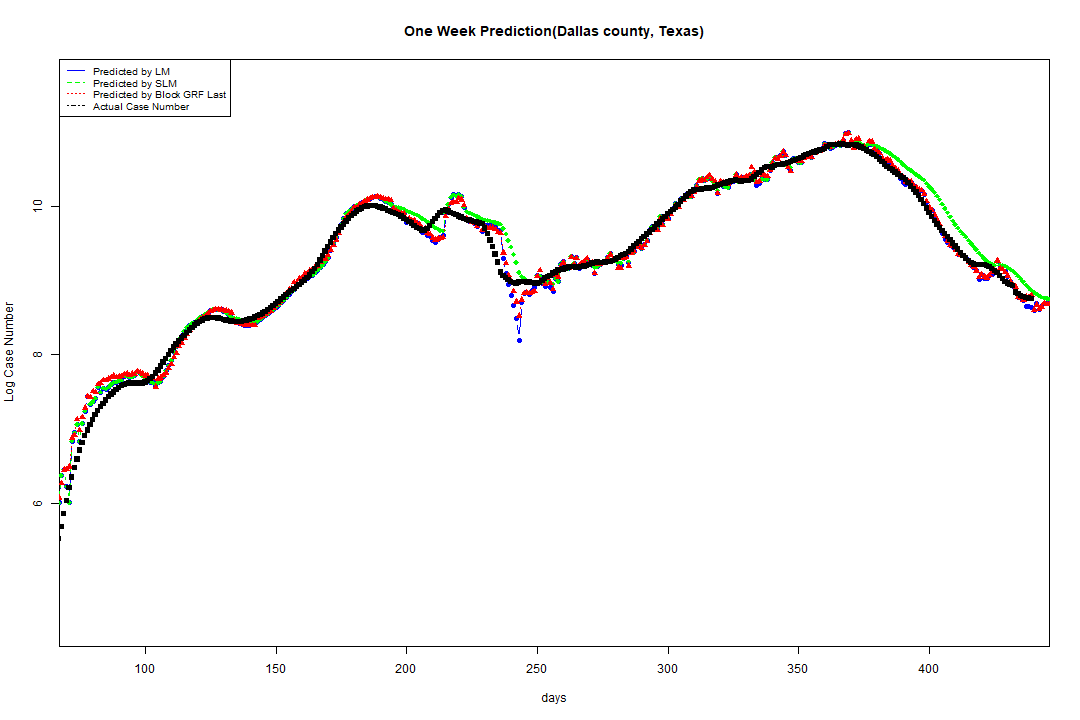 One Week Prediction(Dallas county, Texas)
Predicted by LM
Predicted by SLM
Predicted by Block GRF Last
Actual Case Number
Log Case Number
10
8
6
100 150 200 250 300 350 400
days